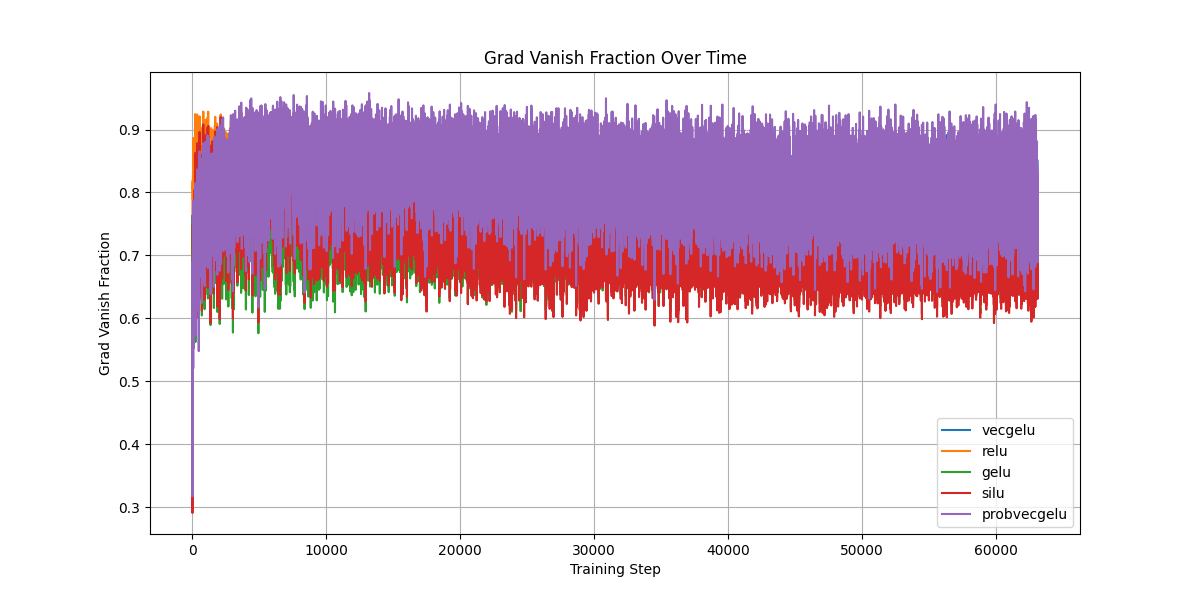 Grad Vanish Fraction Over Time
Grad Vanish Fraction
0.9
0.8
0.7
0.6
0.5
0.4
0.3
0
10000
20000
30000
40000
50000
60000
Training Step
vecgelu
relu
gelu
silu
probvecgelu